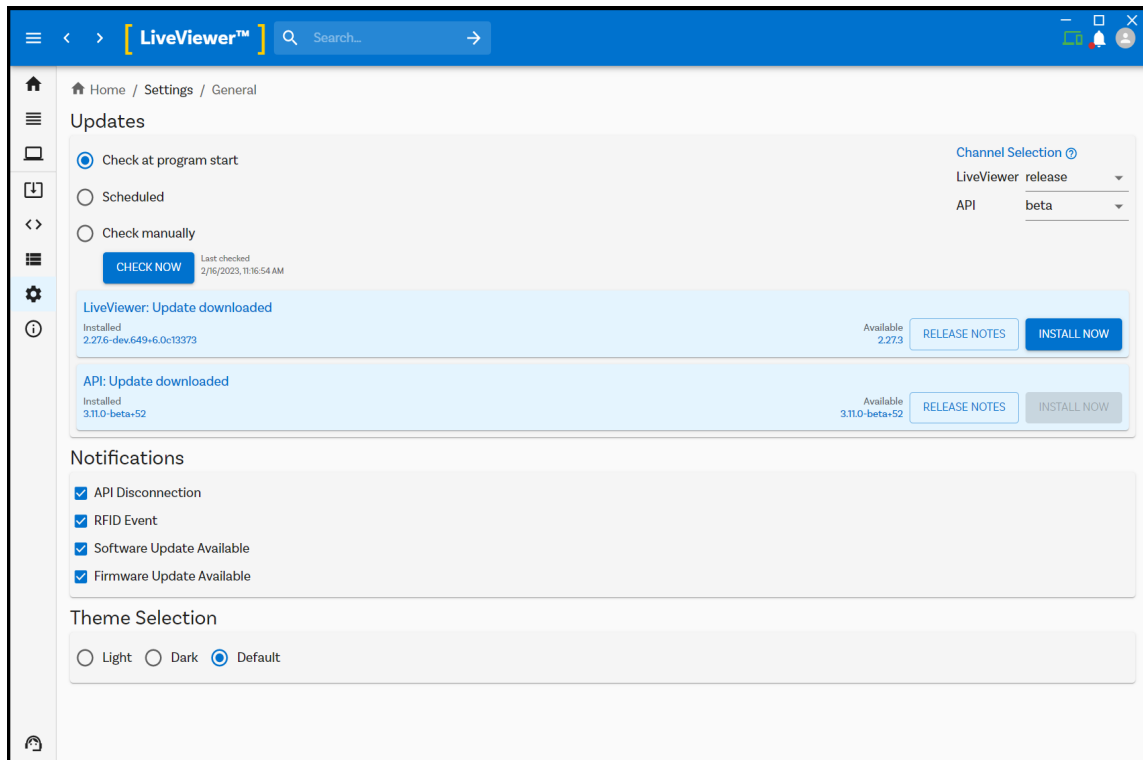 [ LiveViewer™ ] Search...
Home / Settings / General
Updates
Check at program start
Scheduled
Check manually
CHECK NOW
Last checked
2/16/2023, 11:16:54 AM
Channel Selection
LiveViewer release
API beta
LiveViewer: Update downloaded
Installed
2.27.6-dev.649+6.0c13373
Available
2.27.3
RELEASE NOTES
INSTALL NOW
API: Update downloaded
Installed
3.11.0-beta+52
Available
3.11.0-beta+52
RELEASE NOTES
INSTALL NOW
Notifications
API Disconnection
RFID Event
Software Update Available
Firmware Update Available
Theme Selection
Light Dark Default